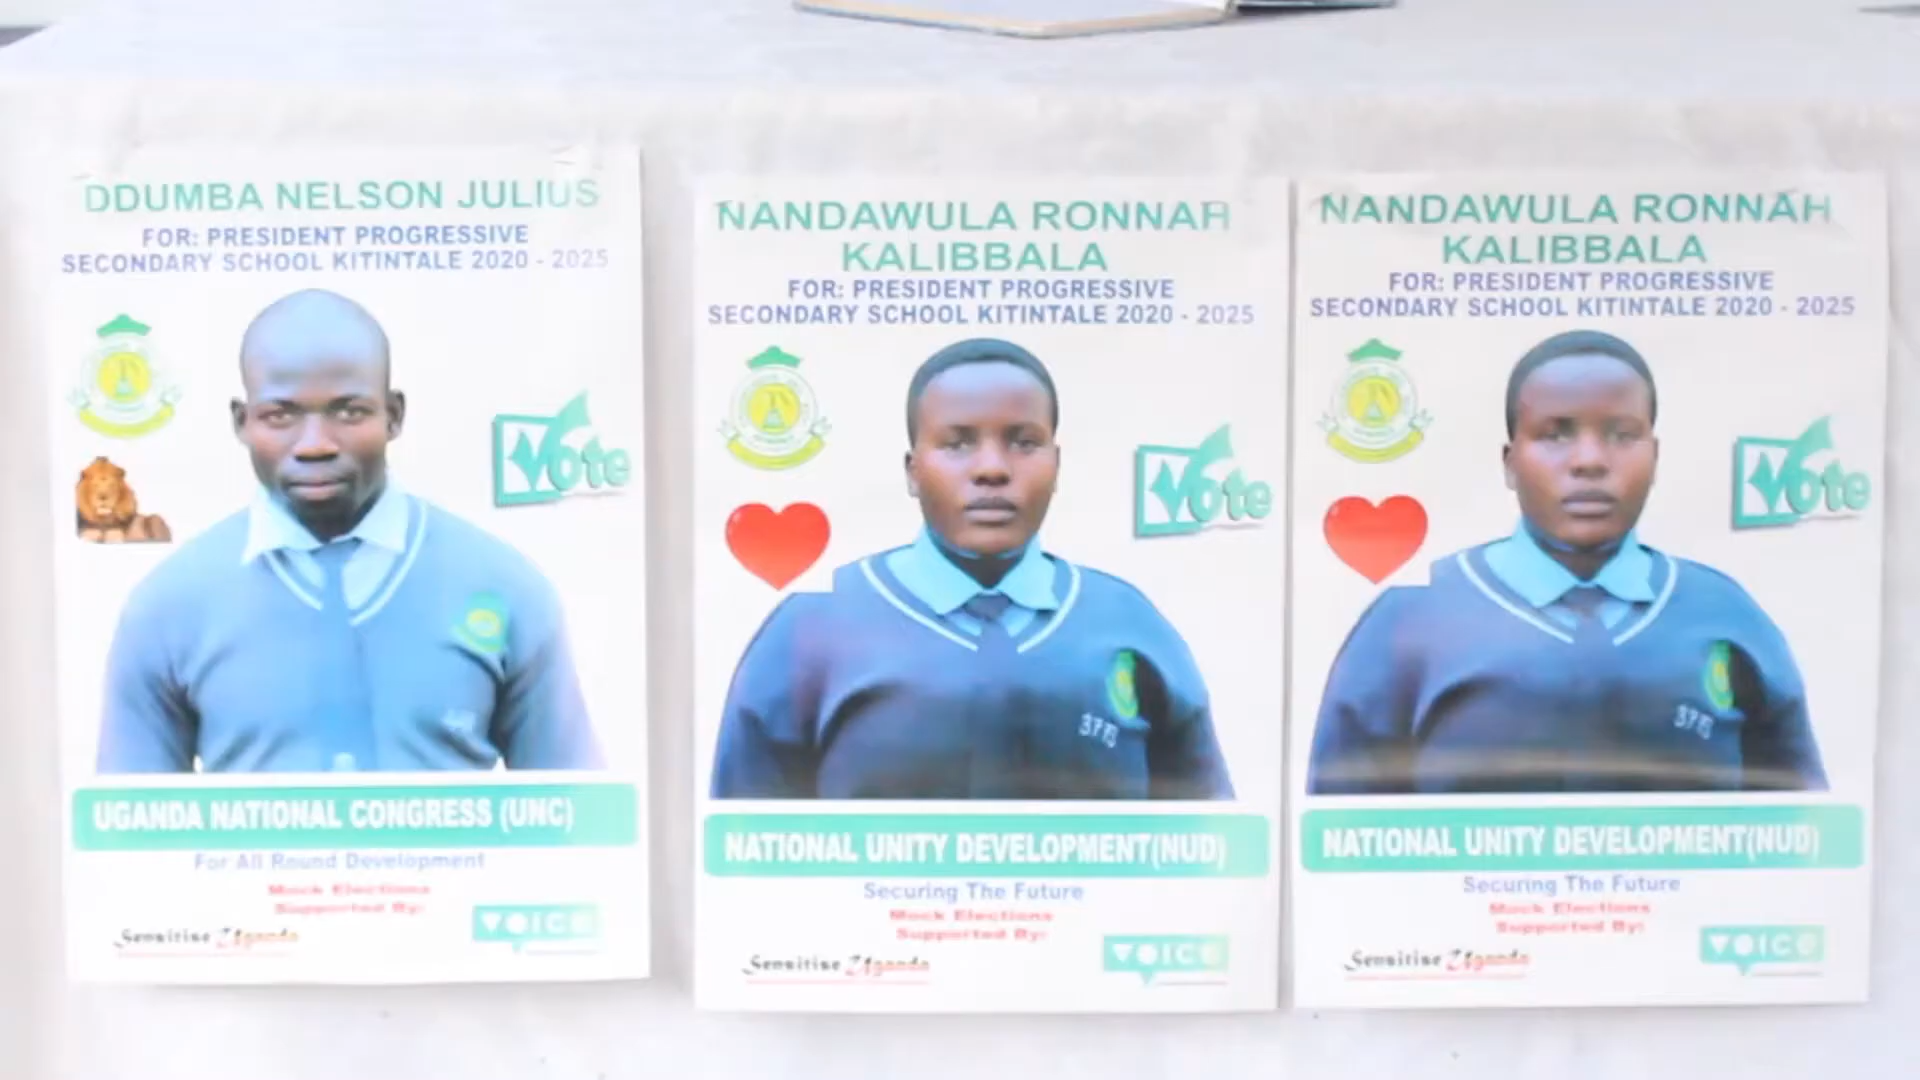 DDUMBA NELSON JULIUS
FOR: PRESIDENT PROGRESSIVE
SECONDARY SCHOOL KITINTALE 2020 - 2025
Vote
UGANDA NATIONAL CONGRESS (UNC)
For All Round Development
Mock Elections
Supported By:
Sensitise Uganda
VOICE
NANDAWULA RONNAH
KALIBBALA
FOR: PRESIDENT PROGRESSIVE
SECONDARY SCHOOL KITINTALE 2020 - 2025
Vote
NATIONAL UNITY DEVELOPMENT(NUD)
Securing The Future
Mock Elections
Supported By:
Sensitise Uganda
VOICE
NANDAWULA RONNAH
KALIBBALA
FOR: PRESIDENT PROGRESSIVE
SECONDARY SCHOOL KITINTALE 2020 - 2025
Vote
NATIONAL UNITY DEVELOPMENT(NUD)
Securing The Future
Mock Elections
Supported By:
Sensitise Uganda
VOICE